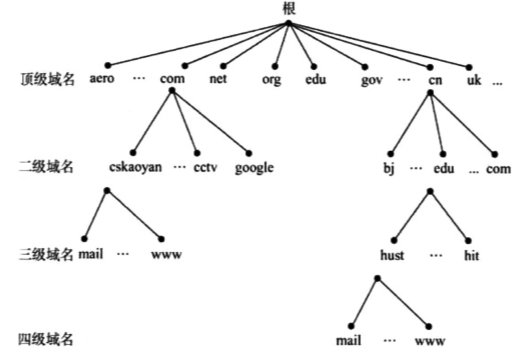 根
顶级域名 aero … com net org edu gov … cn uk ...
二级域名 cskaoyan … cctv google bj … edu ... com
三级域名 mail … www hust … hit
四级域名 mail … www